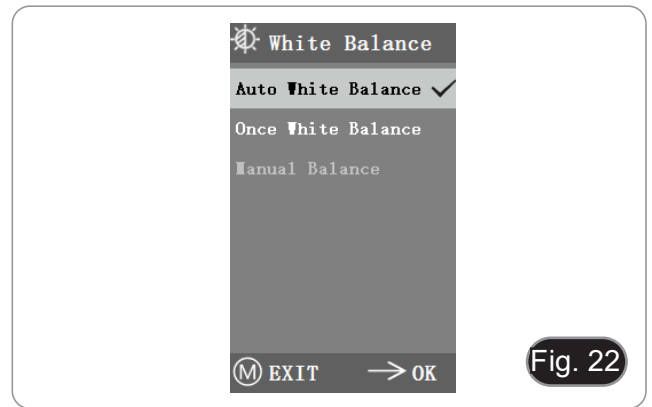 White Balance
Auto White Balance
Once White Balance
Manual Balance
M EXIT → OK
Fig. 22